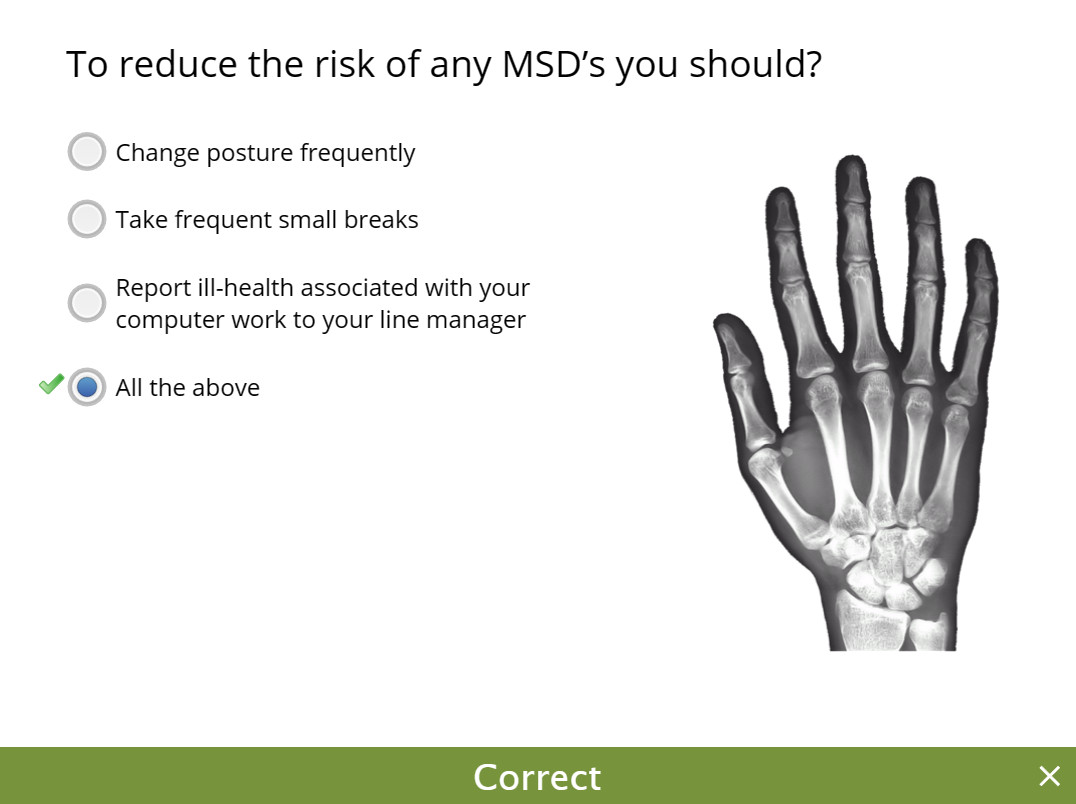 To reduce the risk of any MSD’s you should?
Change posture frequently
Take frequent small breaks
Report ill-health associated with your
computer work to your line manager
All the above
Correct